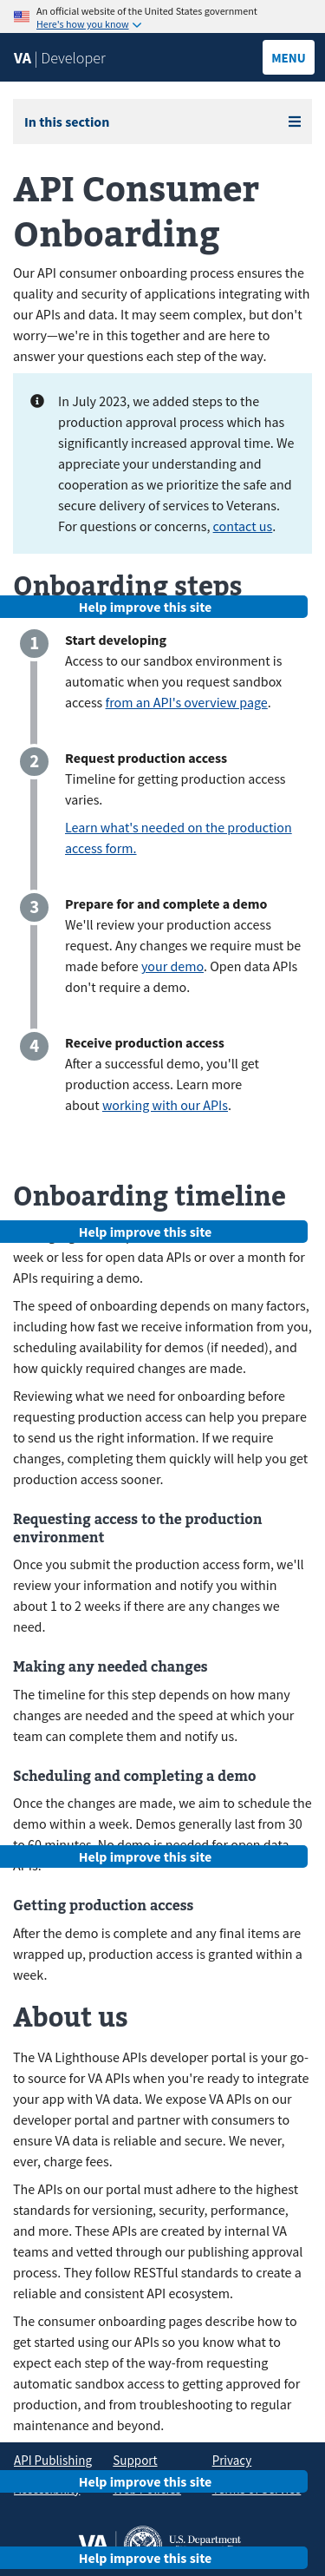 An official website of the United States government
Here's how you know
VA | Developer
MENU
In this section
API Consumer
Onboarding
Our API consumer onboarding process ensures the
quality and security of applications integrating with
our APIs and data. It may seem complex, but don't
worry—we're in this together and are here to
answer your questions each step of the way.
In July 2023, we added steps to the
production approval process which has
significantly increased approval time. We
appreciate your understanding and
cooperation as we prioritize the safe and
secure delivery of services to Veterans.
For questions or concerns, contact us.
Onboarding steps
Help improve this site
1
Start developing
Access to our sandbox environment is
automatic when you request sandbox
access from an API's overview page.
2
Request production access
Timeline for getting production access
varies.
Learn what's needed on the production
access form.
3
Prepare for and complete a demo
We'll review your production access
request. Any changes we require must be
made before your demo. Open data APIs
don't require a demo.
4
Receive production access
After a successful demo, you'll get
production access. Learn more
about working with our APIs.
Onboarding timeline
Help improve this site
week or less for open data APIs or over a month for
APIs requiring a demo.
The speed of onboarding depends on many factors,
including how fast we receive information from you,
scheduling availability for demos (if needed), and
how quickly required changes are made.
Reviewing what we need for onboarding before
requesting production access can help you prepare
to send us the right information. If we require
changes, completing them quickly will help you get
production access sooner.
Requesting access to the production
environment
Once you submit the production access form, we'll
review your information and notify you within
about 1 to 2 weeks if there are any changes we
need.
Making any needed changes
The timeline for this step depends on how many
changes are needed and the speed at which your
team can complete them and notify us.
Scheduling and completing a demo
Once the changes are made, we aim to schedule the
demo within a week. Demos generally last from 30
to 60 minutes. No demo is needed for open data
Help improve this site
APIs.
Getting production access
After the demo is complete and any final items are
wrapped up, production access is granted within a
week.
About us
The VA Lighthouse APIs developer portal is your go-
to source for VA APIs when you're ready to integrate
your app with VA data. We expose VA APIs on our
developer portal and partner with consumers to
ensure VA data is reliable and secure. We never,
ever, charge fees.
The APIs on our portal must adhere to the highest
standards for versioning, security, performance,
and more. These APIs are created by internal VA
teams and vetted through our publishing approval
process. They follow RESTful standards to create a
reliable and consistent API ecosystem.
The consumer onboarding pages describe how to
get started using our APIs so you know what to
expect each step of the way-from requesting
automatic sandbox access to getting approved for
production, and from troubleshooting to regular
maintenance and beyond.
API Publishing Support Privacy
Help improve this site
Accessibility Web Policies Terms of Service
VA U.S. Department
Help improve this site